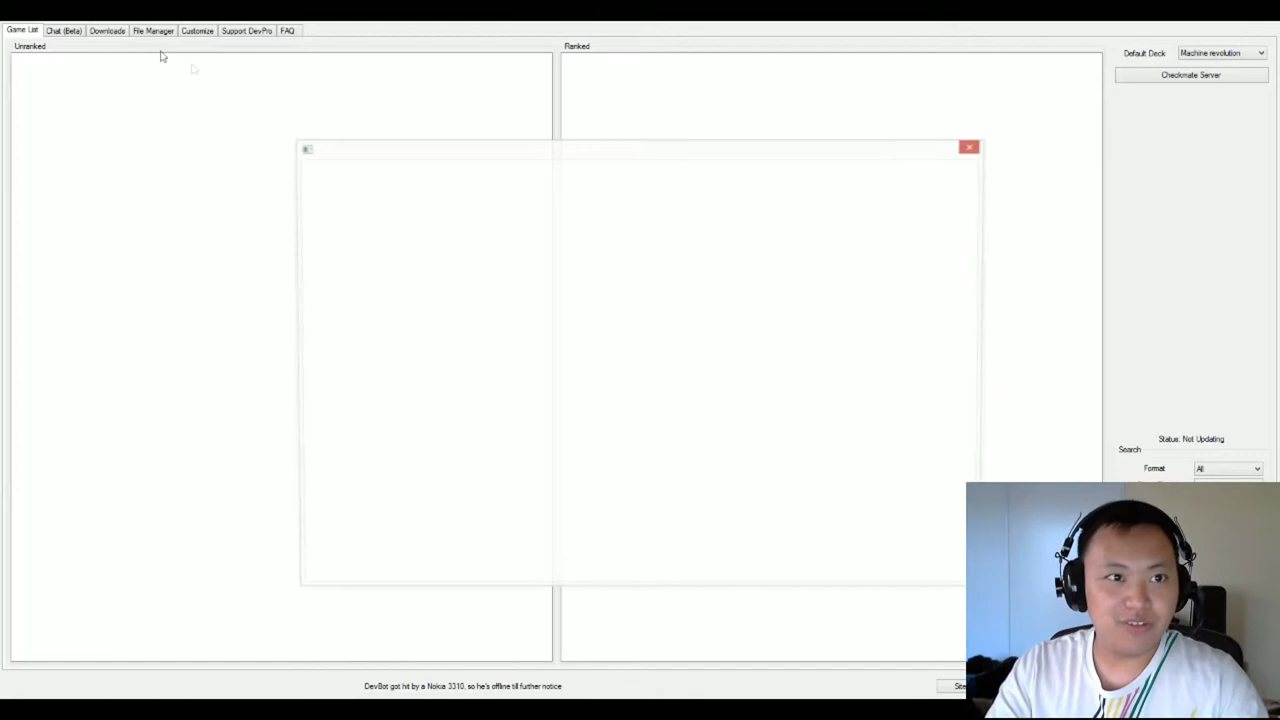 Game List Chat (Beta) Downloads File Manager Customize Support DevPro FAQ
Unranked
Ranked
Default Deck Machine revolution
Checkmate Server
Status: Not Updating
Search
Format All
DevBot got hit by a Nokia 3310, so he's offline till further notice
Site